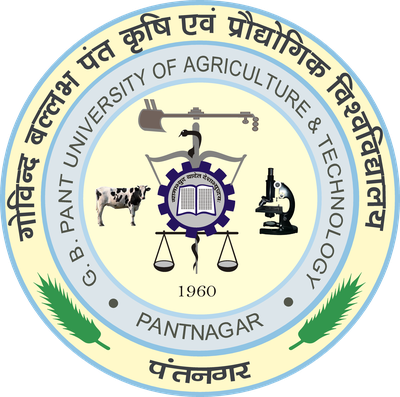 गोविन्द बल्लभ पंत कृषि एवं प्रौद्योगिक विश्वविद्यालय
G. B. PANT UNIVERSITY OF AGRICULTURE & TECHNOLOGY
1960
PANTNAGAR
पंतनगर